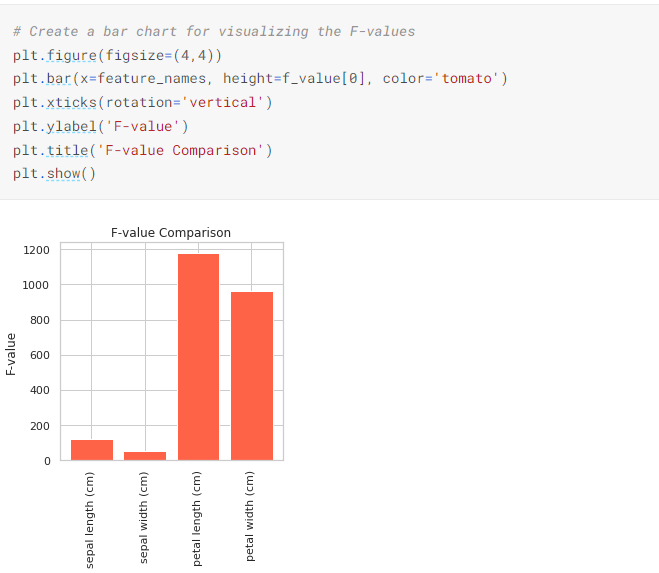 # Create a bar chart for visualizing the F-values
plt.figure(figsize=(4,4))
plt.bar(x=feature_names, height=f_value[0], color='tomato')
plt.xticks(rotation='vertical')
plt.ylabel('F-value')
plt.title('F-value Comparison')
plt.show()
F-value Comparison
1200
1000
800
600
400
200
0
F-value
sepal length (cm)
sepal width (cm)
petal length (cm)
petal width (cm)